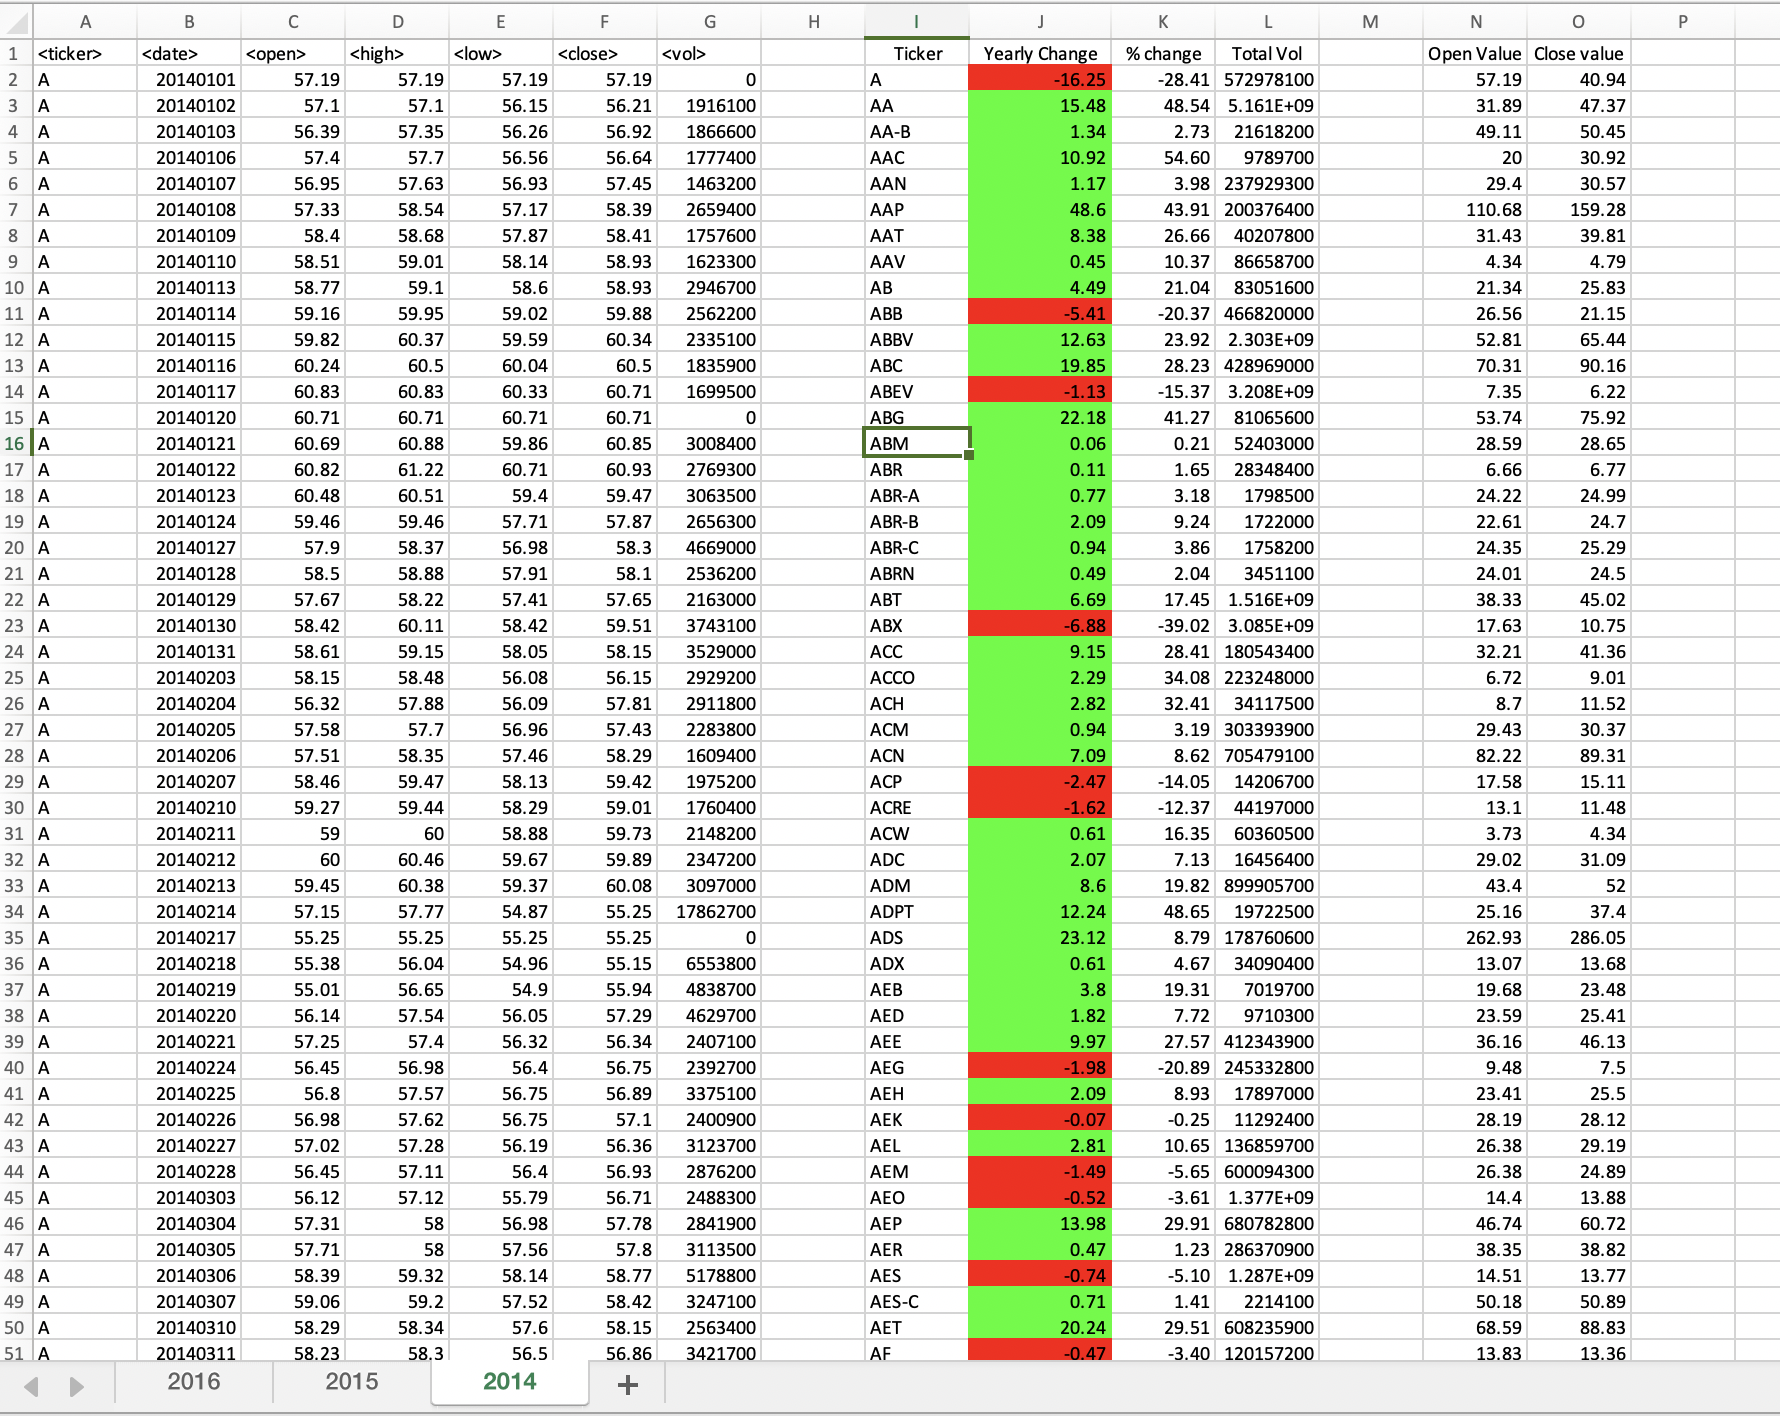 A B C D E F G H I J K L M N O P
1 <ticker> <date> <open> <high> <low> <close> <vol> Ticker Yearly Change % change Total Vol Open Value Close value
2 A 20140101 57.19 57.19 57.19 57.19 0 A -16.25 -28.41 572978100 57.19 40.94
3 A 20140102 57.1 57.1 56.15 56.21 1916100 AA 15.48 48.54 5.161E+09 31.89 47.37
4 A 20140103 56.39 57.35 56.26 56.92 1866600 AA-B 1.34 2.73 21618200 49.11 50.45
5 A 20140106 57.4 57.7 56.56 56.64 1777400 AAC 10.92 54.60 9789700 20 30.92
6 A 20140107 56.95 57.63 56.93 57.45 1463200 AAN 1.17 3.98 237929300 29.4 30.57
7 A 20140108 57.33 58.54 57.17 58.39 2659400 AAP 48.6 43.91 200376400 110.68 159.28
8 A 20140109 58.4 58.68 57.87 58.41 1757600 AAT 8.38 26.66 40207800 31.43 39.81
9 A 20140110 58.51 59.01 58.14 58.93 1623300 AAV 0.45 10.37 86658700 4.34 4.79
10 A 20140113 58.77 59.1 58.6 58.93 2946700 AB 4.49 21.04 83051600 21.34 25.83
11 A 20140114 59.16 59.95 59.02 59.88 2562200 ABB -5.41 -20.37 466820000 26.56 21.15
12 A 20140115 59.82 60.37 59.59 60.34 2335100 ABBV 12.63 23.92 2.303E+09 52.81 65.44
13 A 20140116 60.24 60.5 60.04 60.5 1835900 ABC 19.85 28.23 428969000 70.31 90.16
14 A 20140117 60.83 60.83 60.33 60.71 1699500 ABEV -1.13 -15.37 3.208E+09 7.35 6.22
15 A 20140120 60.71 60.71 60.71 60.71 0 ABG 22.18 41.27 81065600 53.74 75.92
16 A 20140121 60.69 60.88 59.86 60.85 3008400 ABM 0.06 0.21 52403000 28.59 28.65
17 A 20140122 60.82 61.22 60.71 60.93 2769300 ABR 0.11 1.65 28348400 6.66 6.77
18 A 20140123 60.48 60.51 59.4 59.47 3063500 ABR-A 0.77 3.18 1798500 24.22 24.99
19 A 20140124 59.46 59.46 57.71 57.87 2656300 ABR-B 2.09 9.24 1722000 22.61 24.7
20 A 20140127 57.9 58.37 56.98 58.3 4669000 ABR-C 0.94 3.86 1758200 24.35 25.29
21 A 20140128 58.5 58.88 57.91 58.1 2536200 ABRN 0.49 2.04 3451100 24.01 24.5
22 A 20140129 57.67 58.22 57.41 57.65 2163000 ABT 6.69 17.45 1.516E+09 38.33 45.02
23 A 20140130 58.42 60.11 58.42 59.51 3743100 ABX -6.88 -39.02 3.085E+09 17.63 10.75
24 A 20140131 58.61 59.15 58.05 58.15 3529000 ACC 9.15 28.41 180543400 32.21 41.36
25 A 20140203 58.15 58.48 56.08 56.15 2929200 ACCO 2.29 34.08 223248000 6.72 9.01
26 A 20140204 56.32 57.88 56.09 57.81 2911800 ACH 2.82 32.41 34117500 8.7 11.52
27 A 20140205 57.58 57.7 56.96 57.43 2283800 ACM 0.94 3.19 303393900 29.43 30.37
28 A 20140206 57.51 58.35 57.46 58.29 1609400 ACN 7.09 8.62 705479100 82.22 89.31
29 A 20140207 58.46 59.47 58.13 59.42 1975200 ACP -2.47 -14.05 14206700 17.58 15.11
30 A 20140210 59.27 59.44 58.29 59.01 1760400 ACRE -1.62 -12.37 44197000 13.1 11.48
31 A 20140211 59 60 58.88 59.73 2148200 ACW 0.61 16.35 60360500 3.73 4.34
32 A 20140212 60 60.46 59.67 59.89 2347200 ADC 2.07 7.13 16456400 29.02 31.09
33 A 20140213 59.45 60.38 59.37 60.08 3097000 ADM 8.6 19.82 899905700 43.4 52
34 A 20140214 57.15 57.77 54.87 55.25 17862700 ADPT 12.24 48.65 19722500 25.16 37.4
35 A 20140217 55.25 55.25 55.25 55.25 0 ADS 23.12 8.79 178760600 262.93 286.05
36 A 20140218 55.38 56.04 54.96 55.15 6553800 ADX 0.61 4.67 34090400 13.07 13.68
37 A 20140219 55.01 56.65 54.9 55.94 4838700 AEB 3.8 19.31 7019700 19.68 23.48
38 A 20140220 56.14 57.54 56.05 57.29 4629700 AED 1.82 7.72 9710300 23.59 25.41
39 A 20140221 57.25 57.4 56.32 56.34 2407100 AEE 9.97 27.57 412343900 36.16 46.13
40 A 20140224 56.45 56.98 56.4 56.75 2392700 AEG -1.98 -20.89 245332800 9.48 7.5
41 A 20140225 56.8 57.57 56.75 56.89 3375100 AEH 2.09 8.93 17897000 23.41 25.5
42 A 20140226 56.98 57.62 56.75 57.1 2400900 AEK -0.07 -0.25 11292400 28.19 28.12
43 A 20140227 57.02 57.28 56.19 56.36 3123700 AEL 2.81 10.65 136859700 26.38 29.19
44 A 20140228 56.45 57.11 56.4 56.93 2876200 AEM -1.49 -5.65 600094300 26.38 24.89
45 A 20140303 56.12 57.12 55.79 56.71 2488300 AEO -0.52 -3.61 1.377E+09 14.4 13.88
46 A 20140304 57.31 58 56.98 57.78 2841900 AEP 13.98 29.91 680782800 46.74 60.72
47 A 20140305 57.71 58 57.56 57.8 3113500 AER 0.47 1.23 286370900 38.35 38.82
48 A 20140306 58.39 59.32 58.14 58.77 5178800 AES -0.74 -5.10 1.287E+09 14.51 13.77
49 A 20140307 59.06 59.2 57.52 58.42 3247100 AES-C 0.71 1.41 2214100 50.18 50.89
50 A 20140310 58.29 58.34 57.6 58.15 2563400 AET 20.24 29.51 608235900 68.59 88.83
51 A 20140311 58.23 58.3 56.5 56.86 3421700 AF -0.47 -3.40 120157200 13.83 13.36
2016 2015 2014 +